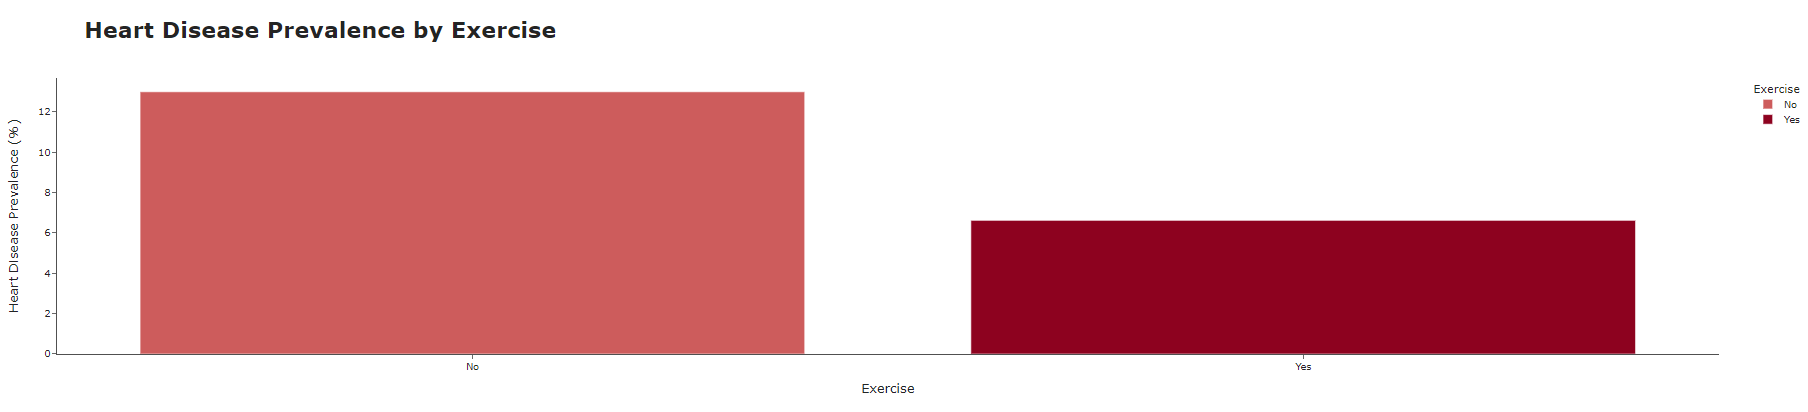 Heart Disease Prevalence by Exercise
Heart Disease Prevalence (%)
12
10
8
6
4
2
0
No
Yes
Exercise
Exercise
No
Yes